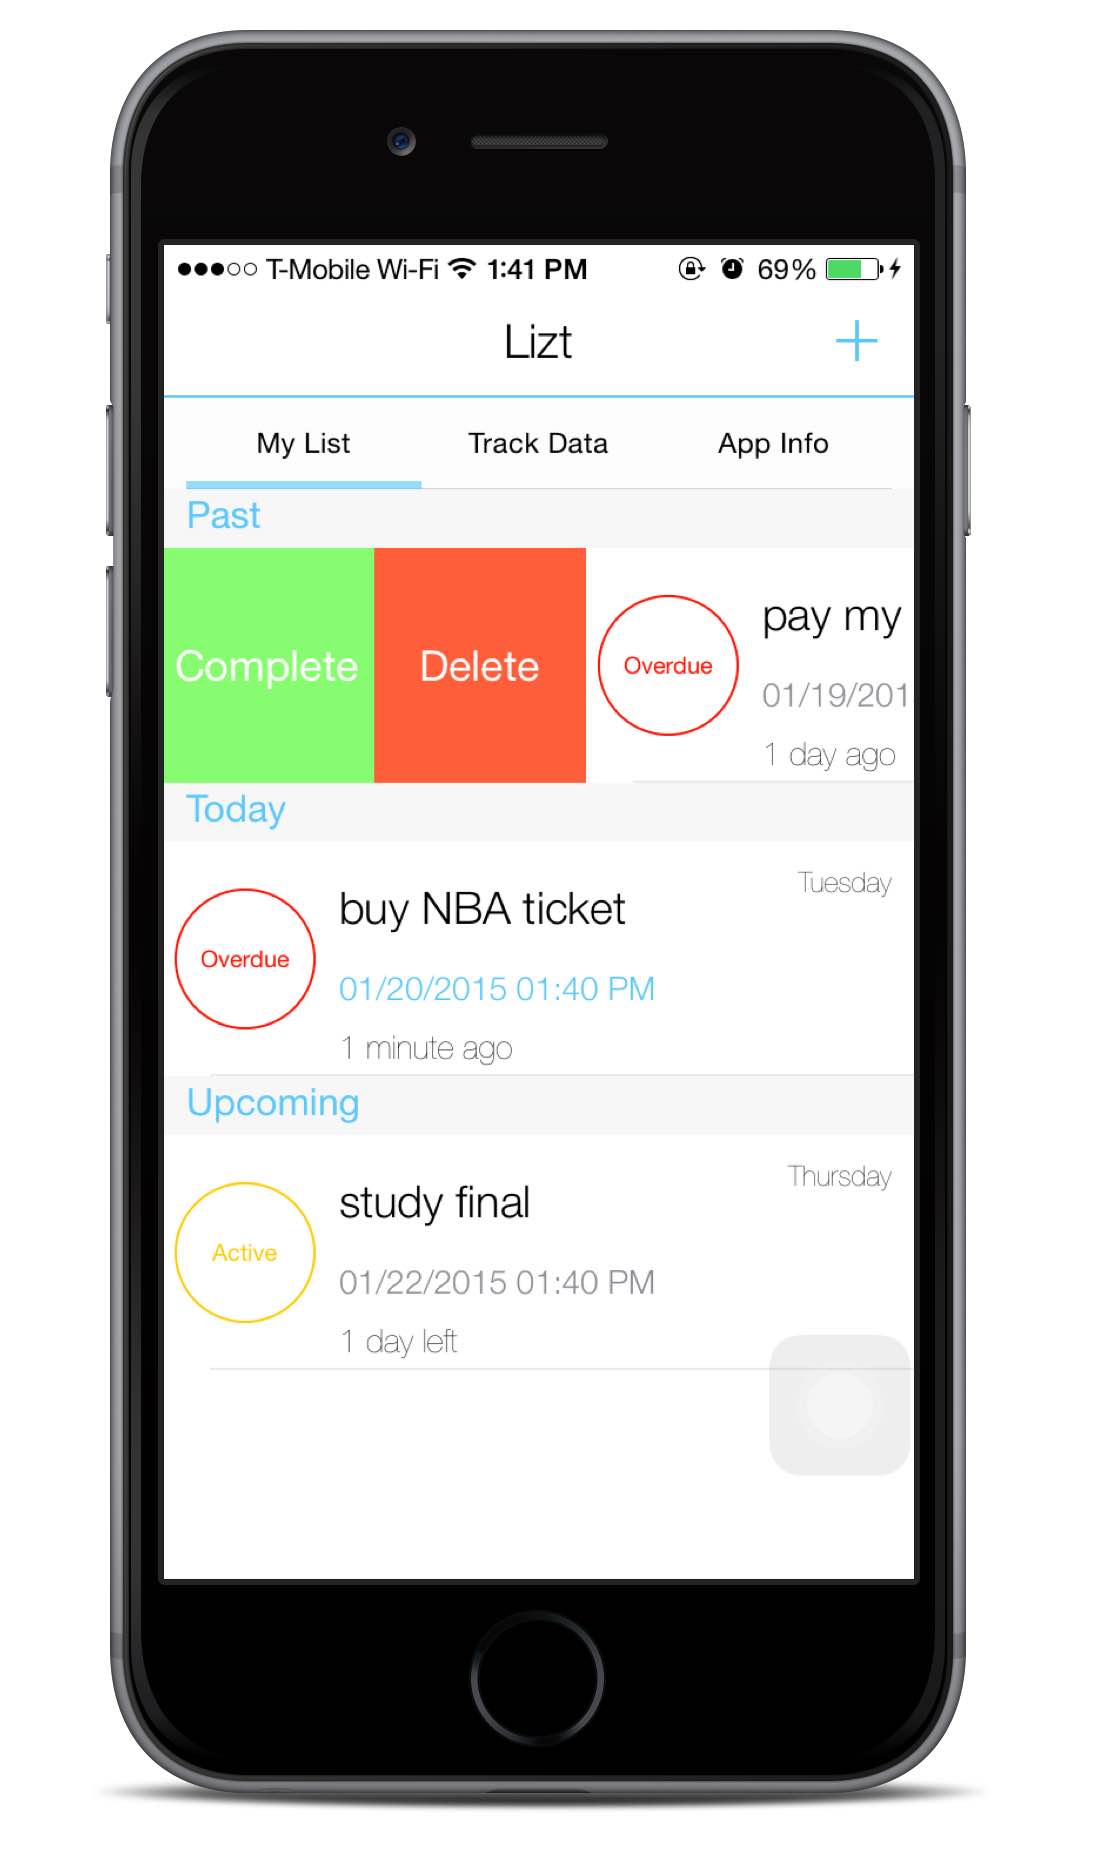 T-Mobile Wi-Fi 1:41 PM 69%
Lizt
My List Track Data App Info
Past
Complete Delete Overdue
pay my
01/19/201
1 day ago
Today
Tuesday
buy NBA ticket
Overdue
01/20/2015 01:40 PM
1 minute ago
Upcoming
Thursday
study final
Active
01/22/2015 01:40 PM
1 day left